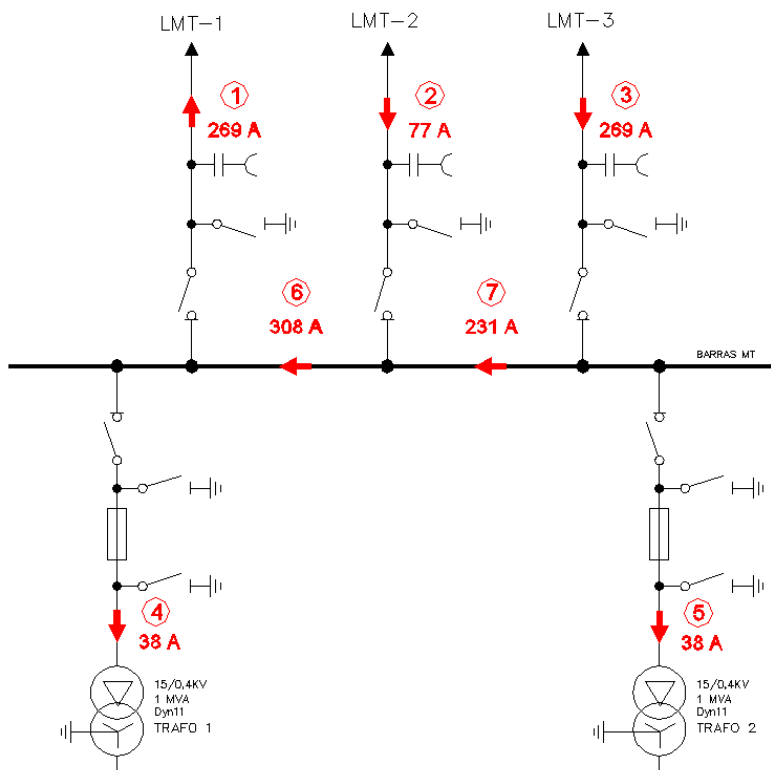 LMT-1
LMT-2
LMT-3
1
269 A
2
77 A
3
269 A
6
308 A
7
231 A
BARRAS MT
4
38 A
5
38 A
15/0,4KV
1 MVA
Dyn11
TRAFO 1
15/0,4KV
1 MVA
Dyn11
TRAFO 2